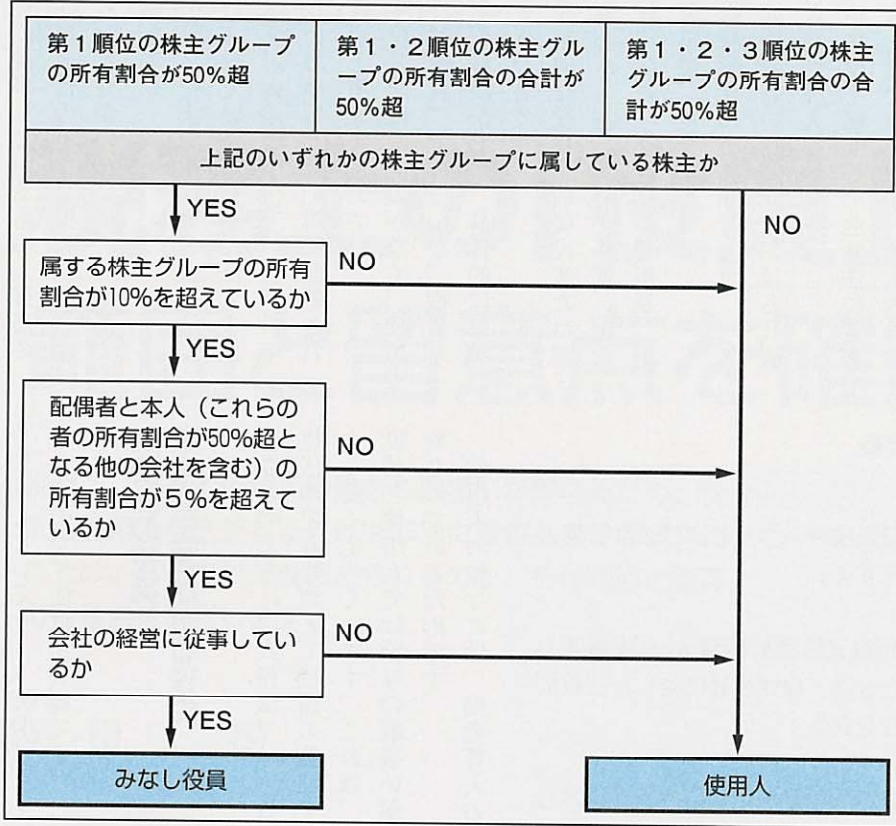 第1順位の株主グループ
の所有割合が50%超
第1・2順位の株主グル
ープの所有割合の合計が
50%超
第1・2・3順位の株主
グループの所有割合の合
計が50%超
上記のいずれかの株主グループに属している株主か
YES
NO
属する株主グループの所有
割合が10%を超えているか
NO
YES
配偶者と本人（これらの
者の所有割合が50%超と
なる他の会社を含む）の
所有割合が5％を超えて
いるか
NO
YES
会社の経営に従事してい
るか
NO
YES
みなし役員
使用人